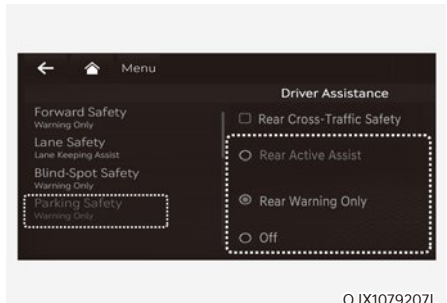 Menu
Driver Assistance
Forward Safety
Warning Only
Lane Safety
Lane Keeping Assist
Blind-Spot Safety
Warning Only
Parking Safety
Warning Only
Rear Cross-Traffic Safety
Rear Active Assist
Rear Warning Only
Off
OJX1079207L